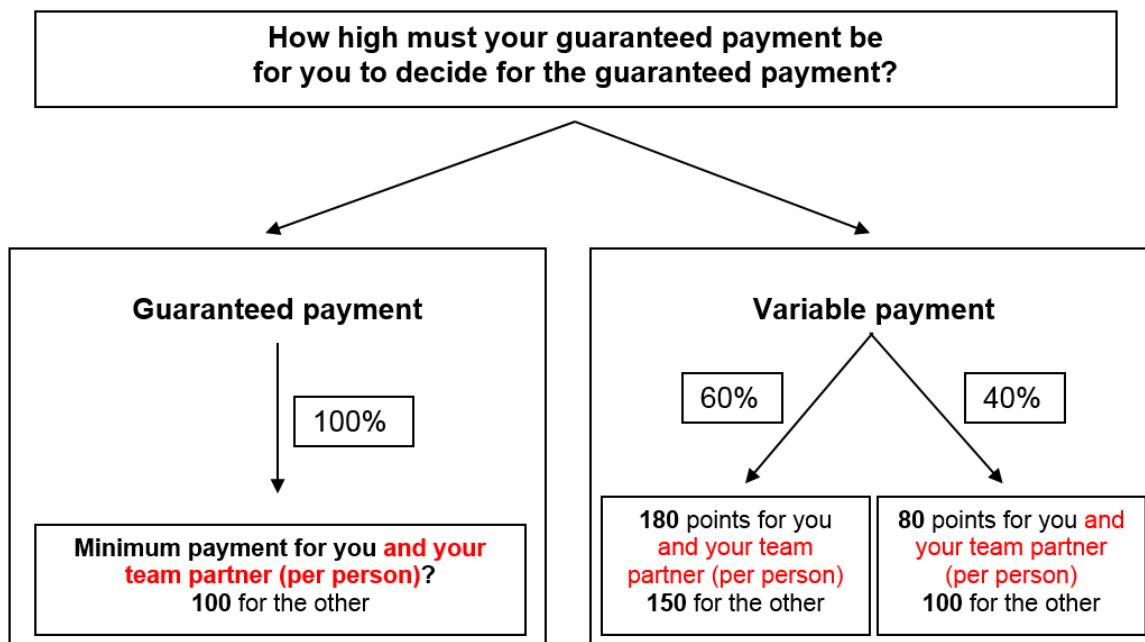 How high must your guaranteed payment be
for you to decide for the guaranteed payment?
Guaranteed payment
100%
Minimum payment for you and your
team partner (per person)?
100 for the other
Variable payment
60%
40%
180 points for you
and your team
partner (per person)
150 for the other
80 points for you and
your team partner
(per person)
100 for the other